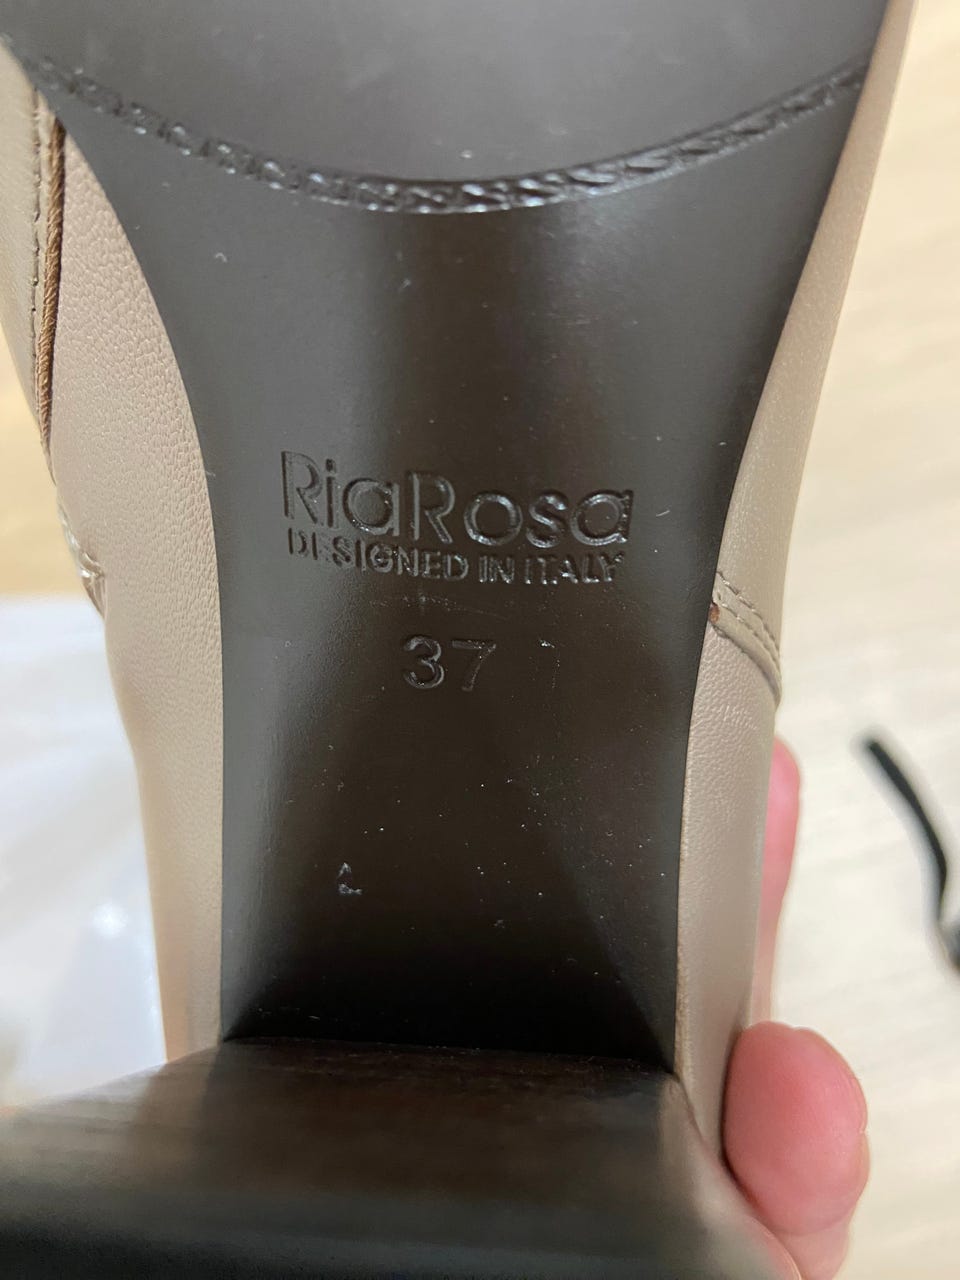 RiaRosa
DESIGNED IN ITALY
37